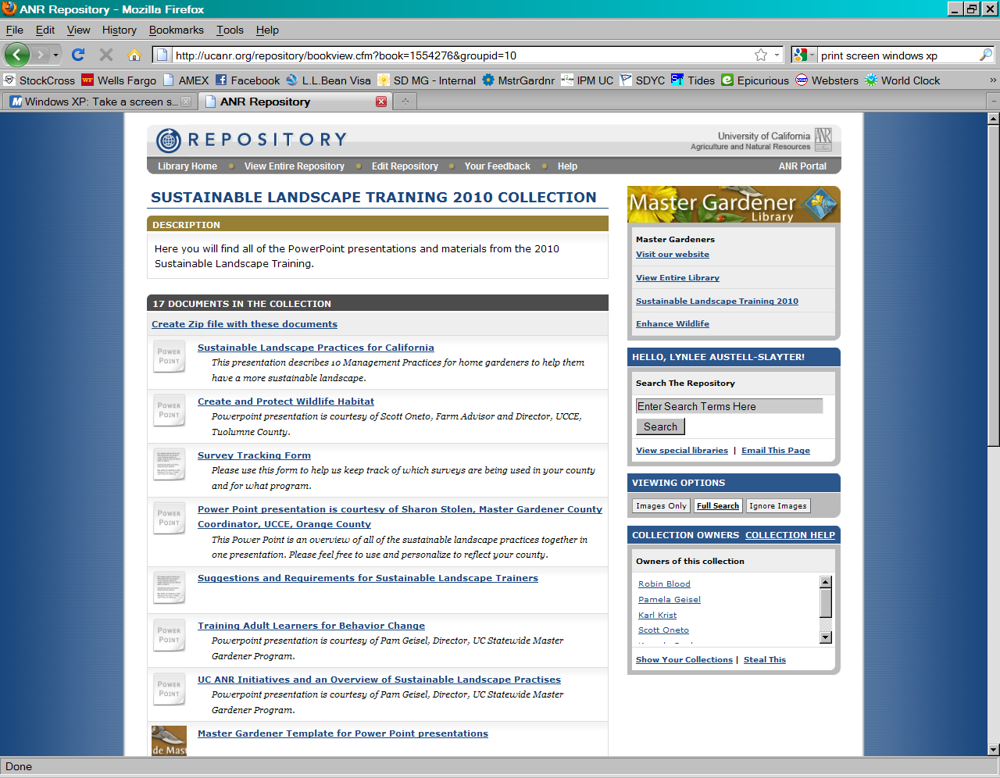 ANR Repository - Mozilla Firefox
File Edit View History Bookmarks Tools Help
http://ucanr.org/repository/bookview.cfm?book=1554276&groupid=10
print screen windows xp
StockCross Wells Fargo AMEX Facebook L.L.Bean Visa SD MG - Internal MstrGardnr IPM UC SDYC Tides Epicurious Websters World Clock »
Windows XP: Take a screen s...
ANR Repository
REPOSITORY
University of California
Agriculture and Natural Resources
ANR
Library Home • View Entire Repository • Edit Repository • Your Feedback • Help
ANR Portal
SUSTAINABLE LANDSCAPE TRAINING 2010 COLLECTION
DESCRIPTION
Here you will find all of the PowerPoint presentations and materials from the 2010
Sustainable Landscape Training.
17 DOCUMENTS IN THE COLLECTION
Create Zip file with these documents
POWER
POINT
Sustainable Landscape Practices for California
This presentation describes 10 Management Practices for home gardeners to help them
have a more sustainable landscape.
POWER
POINT
Create and Protect Wildlife Habitat
Powerpoint presentation is courtesy of Scott Oneto, Farm Advisor and Director, UCCE,
Tuolumne County.
Survey Tracking Form
Please use this form to help us keep track of which surveys are being used in your county
and for what program.
POWER
POINT
Power Point presentation is courtesy of Sharon Stolen, Master Gardener County
Coordinator, UCCE, Orange County
This Power Point is an overview of all of the sustainable landscape practices together in
one presentation. Please feel free to use and personalize to reflect your county.
Suggestions and Requirements for Sustainable Landscape Trainers
POWER
POINT
Training Adult Learners for Behavior Change
Powerpoint presentation is courtesy of Pam Geisel, Director, UC Statewide Master
Gardener Program.
POWER
POINT
UC ANR Initiatives and an Overview of Sustainable Landscape Practises
Powerpoint presentation is courtesy of Pam Geisel, Director, UC Statewide Master
Gardener Program.
de Mast
Master Gardener Template for Power Point presentations
Master Gardener
Library
Master Gardeners
Visit our website
View Entire Library
Sustainable Landscape Training 2010
Enhance Wildlife
HELLO, LYNLEE AUSTELL-SLAYTER!
Search The Repository
Enter Search Terms Here
Search
View special libraries | Email This Page
VIEWING OPTIONS
Images Only Full Search Ignore Images
COLLECTION OWNERS COLLECTION HELP
Owners of this collection
Robin Blood
Pamela Geisel
Karl Krist
Scott Oneto
Show Your Collections | Steal This
Done